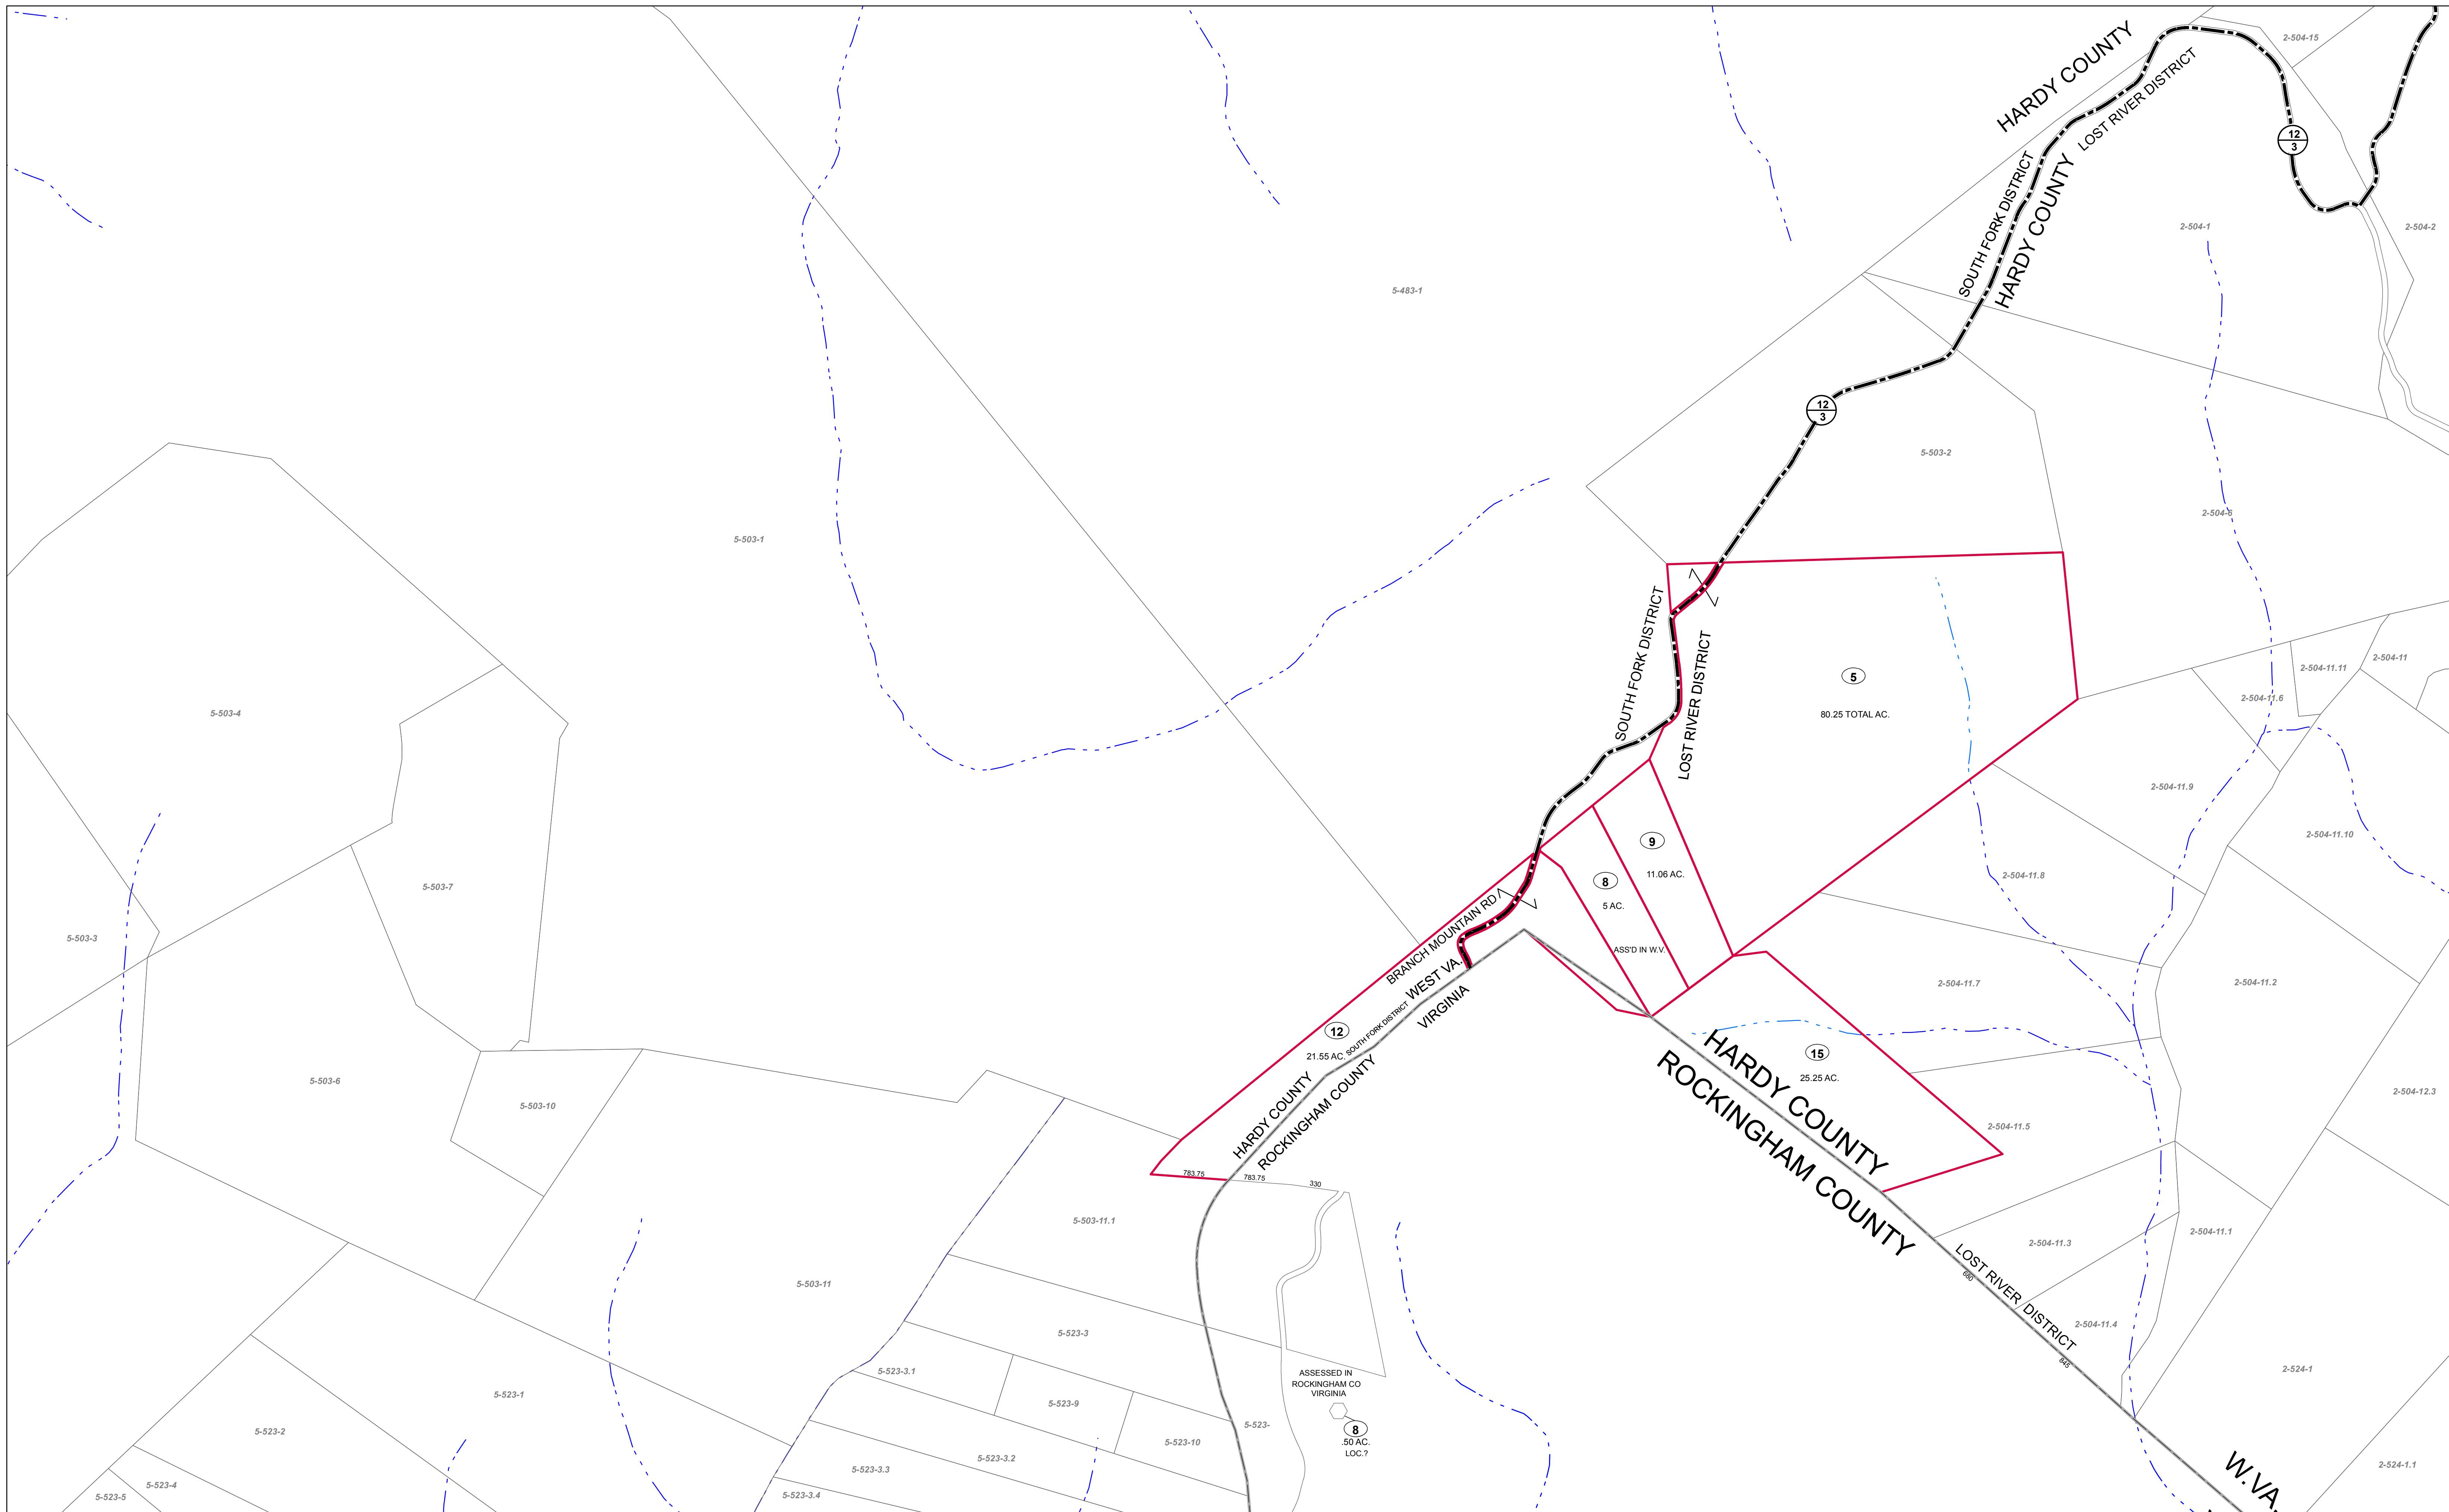 HARDY COUNTY
LOST RIVER DISTRICT
2-504-15
12
3
SOUTH FORK DISTRICT
HARDY COUNTY
2-504-1
2-504-2
5-483-1
12
3
5-503-2
2-504-6
5-503-1
SOUTH FORK DISTRICT
LOST RIVER DISTRICT
5
80.25 TOTAL AC.
2-504-11.11
2-504-11
2-504-11.6
5-503-4
2-504-11.9
2-504-11.10
9
11.06 AC.
8
5 AC.
ASS'D IN W.V.
2-504-11.8
5-503-7
5-503-3
BRANCH MOUNTAIN RD
WEST VA.
SOUTH FORK DISTRICT
VIRGINIA
2-504-11.7
2-504-11.2
12
21.55 AC.
HARDY COUNTY
ROCKINGHAM COUNTY
15
25.25 AC.
HARDY COUNTY
ROCKINGHAM COUNTY
5-503-6
5-503-10
2-504-12.3
2-504-11.5
783.75
783.75
330
5-503-11.1
2-504-11.1
2-504-11.3
LOST RIVER DISTRICT
680
5-503-11
2-504-11.4
845
5-523-3
5-523-3.1
ASSESSED IN
ROCKINGHAM CO
VIRGINIA
8
.50 AC.
LOC.?
2-524-1
5-523-1
5-523-9
5-523-
5-523-2
5-523-10
5-523-3.2
5-523-3.3
5-523-3.4
5-523-4
5-523-5
2-524-1.1
W.VA.